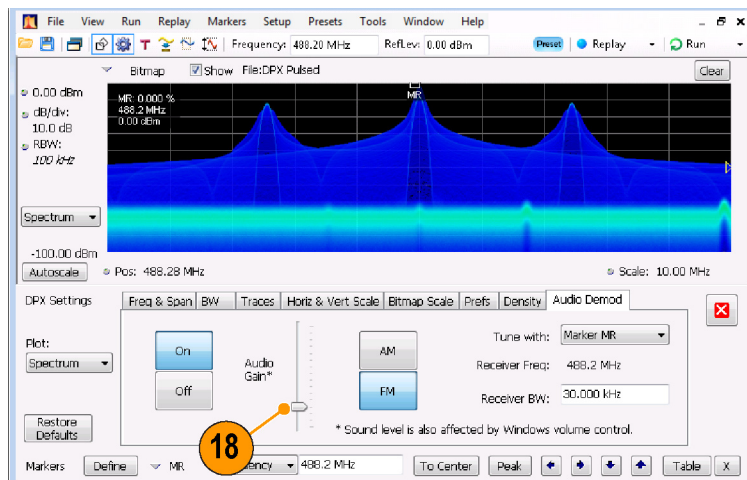 File View Run Replay Markers Setup Presets Tools Window Help
Frequency: 488.20 MHz RefLev: 0.00 dBm Preset Replay Run
Bitmap Show File:DPX Pulsed Clear
0.00 dBm
dB/div:
10.0 dB
RBW:
100 kHz
MR: 0.000 %
488.2 MHz
0.00 dBm
MR
Spectrum
-100.00 dBm
Autoscale Pos: 488.28 MHz Scale: 10.00 MHz
DPX Settings Freq & Span BW Traces Horiz & Vert Scale Bitmap Scale Prefs Density Audio Demod
Plot:
Spectrum
On
Off
Audio
Gain*
AM
FM
Tune with: Marker MR
Receiver Freq: 488.2 MHz
Receiver BW: 30.000 kHz
* Sound level is also affected by Windows volume control.
Restore
Defaults
18
Markers Define MR 488.2 MHz To Center Peak Table X